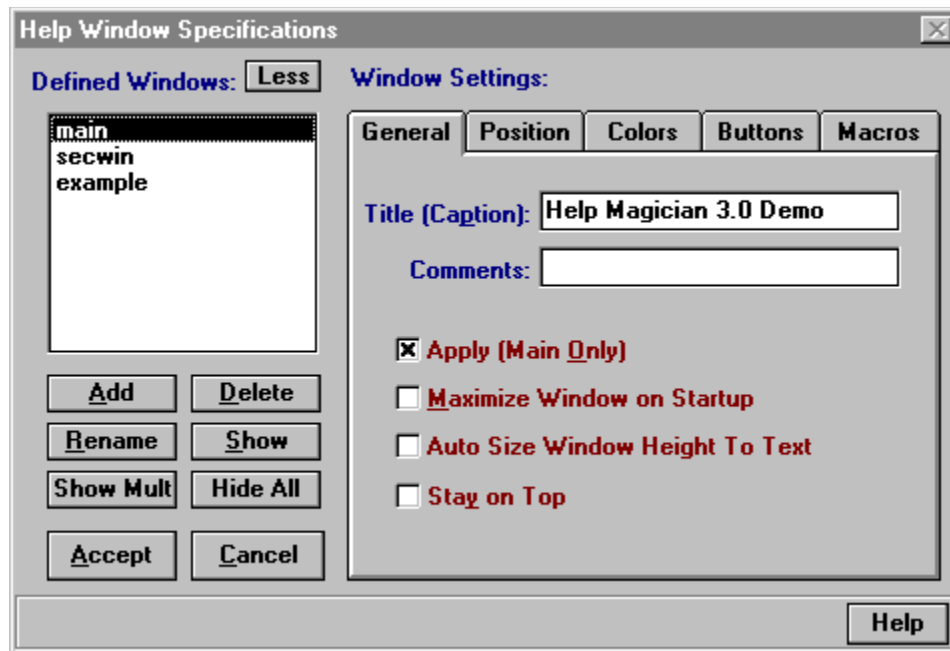 Help Window Specifications
Defined Windows: Less
main
secwin
example
Add Delete
Rename Show
Show Mult Hide All
Accept Cancel
Window Settings:
General Position Colors Buttons Macros
Title (Caption): Help Magician 3.0 Demo
Comments:
Apply (Main Only)
Maximize Window on Startup
Auto Size Window Height To Text
Stay on Top
Help